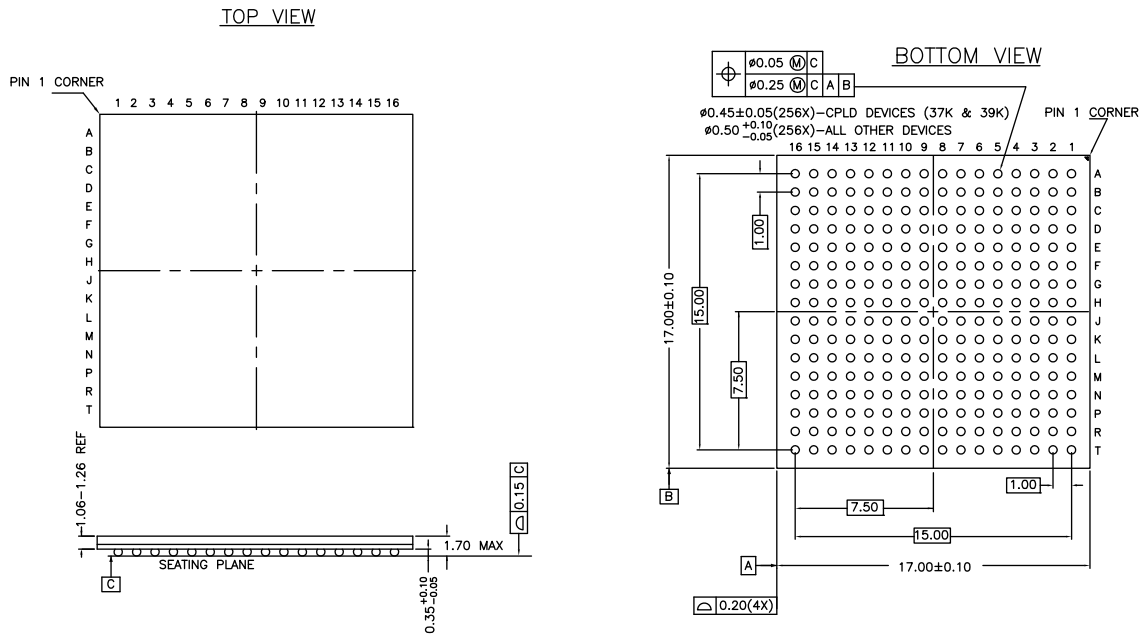 TOP VIEW
PIN 1 CORNER
1 2 3 4 5 6 7 8 9 10 11 12 13 14 15 16
A
B
C
D
E
F
G
H
J
K
L
M
N
P
R
T
1.06-1.26 REF
0.15 C
1.70 MAX
SEATING PLANE
C
0.35 +0.10 -0.05
BOTTOM VIEW
ø0.05 Ⓜ C
ø0.25 Ⓜ C A B
ø0.45±0.05(256X)-CPLD DEVICES (37K & 39K)
PIN 1 CORNER
ø0.50 +0.10 -0.05 (256X)-ALL OTHER DEVICES
16 15 14 13 12 11 10 9 8 7 6 5 4 3 2 1
A
B
C
D
E
F
G
H
J
K
L
M
N
P
R
T
1.00
17.00±0.10
15.00
7.50
1.00
B
7.50
15.00
A
17.00±0.10
0.20(4X)